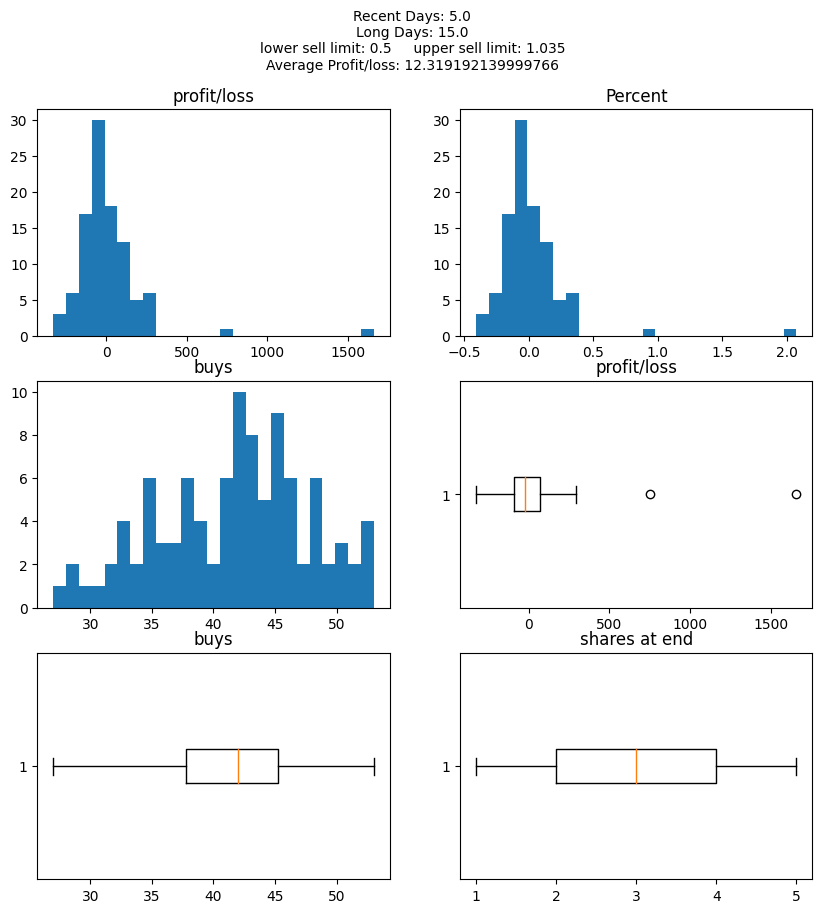 Recent Days: 5.0
Long Days: 15.0
lower sell limit: 0.5     upper sell limit: 1.035
Average Profit/loss: 12.319192139999766
profit/loss
30
25
20
15
10
5
0
0 500 1000 1500
Percent
30
25
20
15
10
5
0
−0.5 0.0 0.5 1.0 1.5 2.0
buys
10
8
6
4
2
0
30 35 40 45 50
profit/loss
1
0 500 1000 1500
buys
1
30 35 40 45 50
shares at end
1
1 2 3 4 5